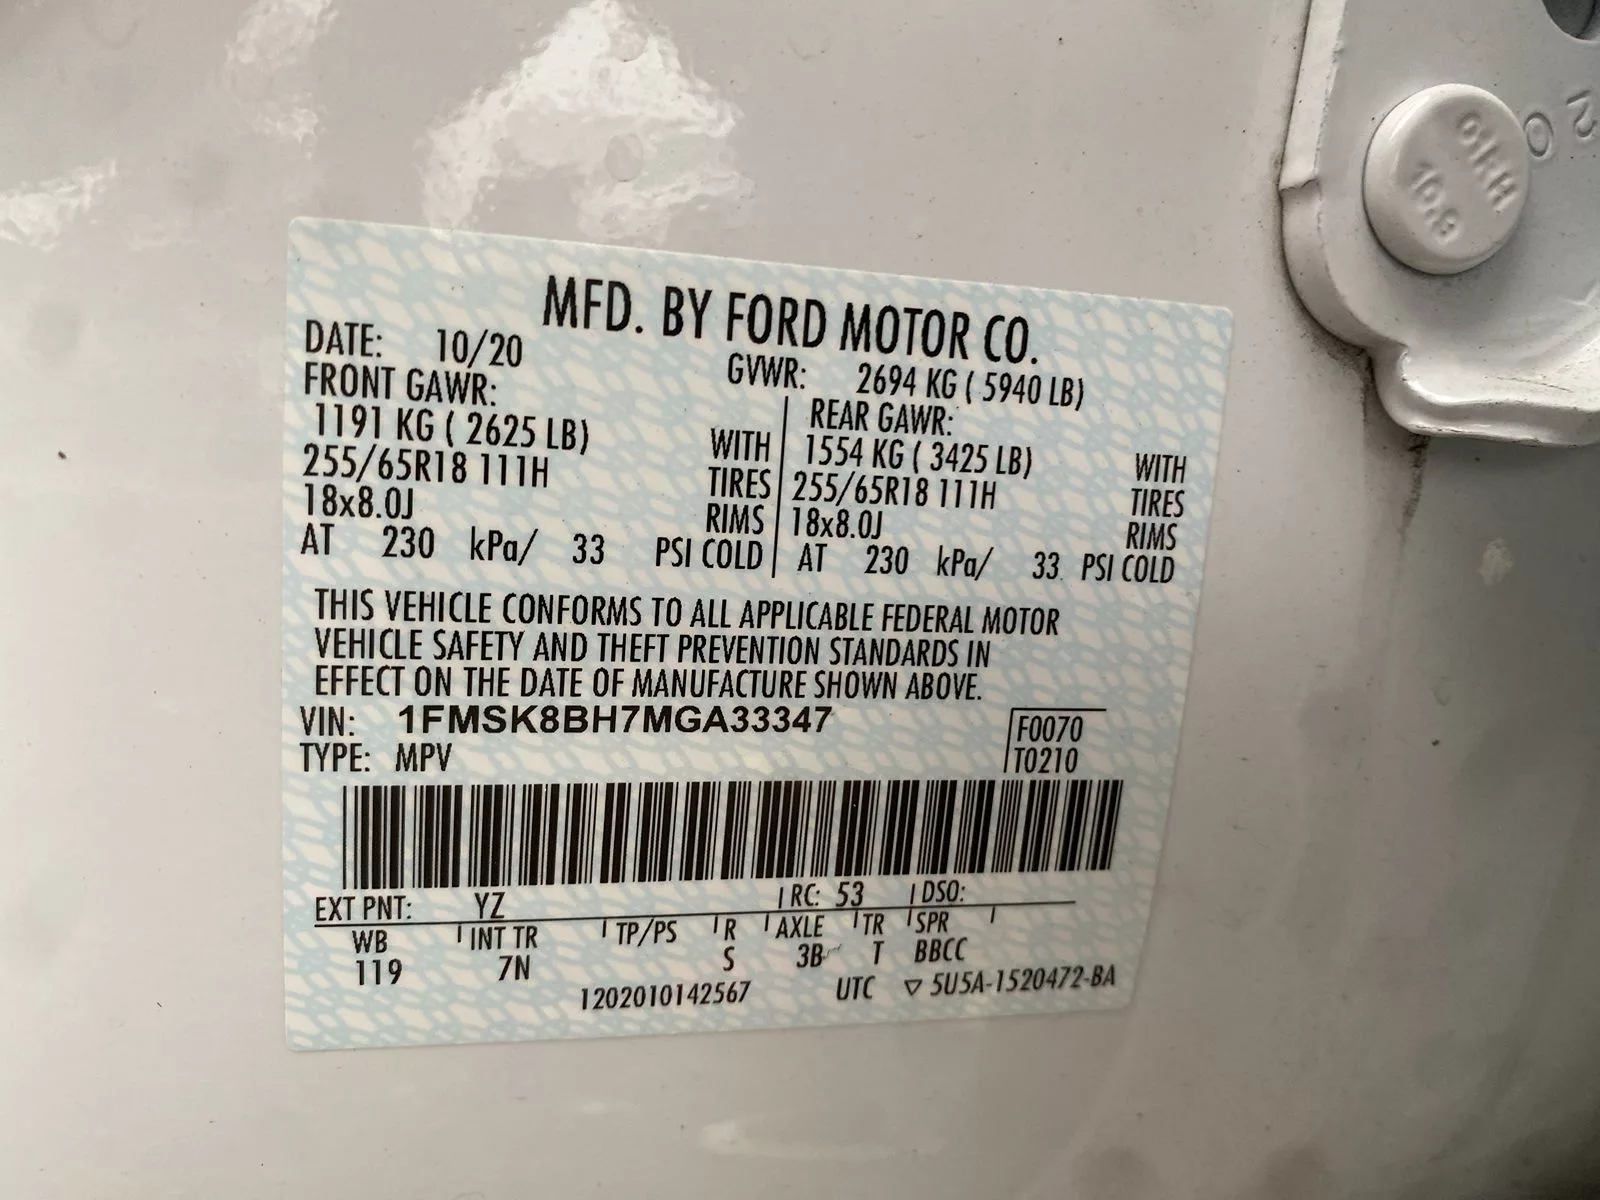 MFD. BY FORD MOTOR CO.
DATE: 10/20 GVWR: 2694 KG ( 5940 LB)
FRONT GAWR: REAR GAWR:
1191 KG ( 2625 LB) WITH 1554 KG ( 3425 LB) WITH
255/65R18 111H TIRES 255/65R18 111H TIRES
18x8.0J RIMS 18x8.0J RIMS
AT 230 kPa/ 33 PSI COLD AT 230 kPa/ 33 PSI COLD
THIS VEHICLE CONFORMS TO ALL APPLICABLE FEDERAL MOTOR
VEHICLE SAFETY AND THEFT PREVENTION STANDARDS IN
EFFECT ON THE DATE OF MANUFACTURE SHOWN ABOVE.
VIN: 1FMSK8BH7MGA33347 F0070
TYPE: MPV T0210
EXT PNT: YZ RC: 53 DSO:
WB INT TR TP/PS R AXLE TR SPR
119 7N S 3B T BBCC
1202010142567 UTC ▽ 5U5A-1520472-BA
10.8